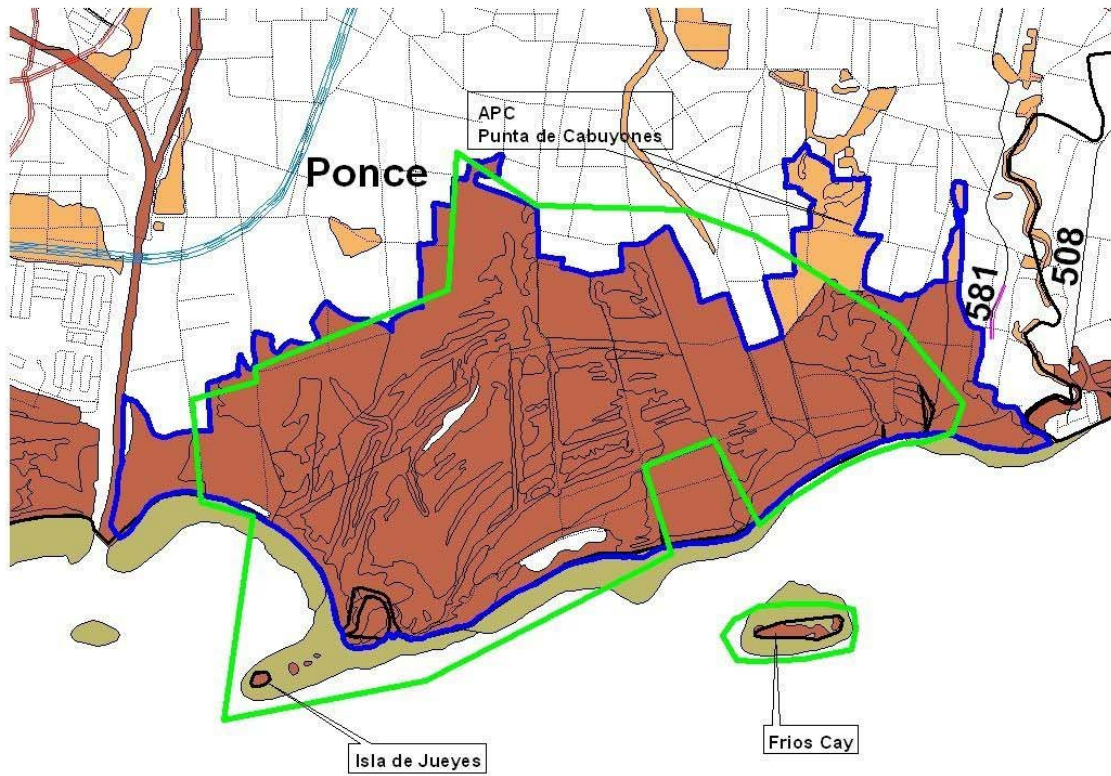 APC
Punta de Cabuyones
Ponce
581
508
Frios Cay
Isla de Jueyes